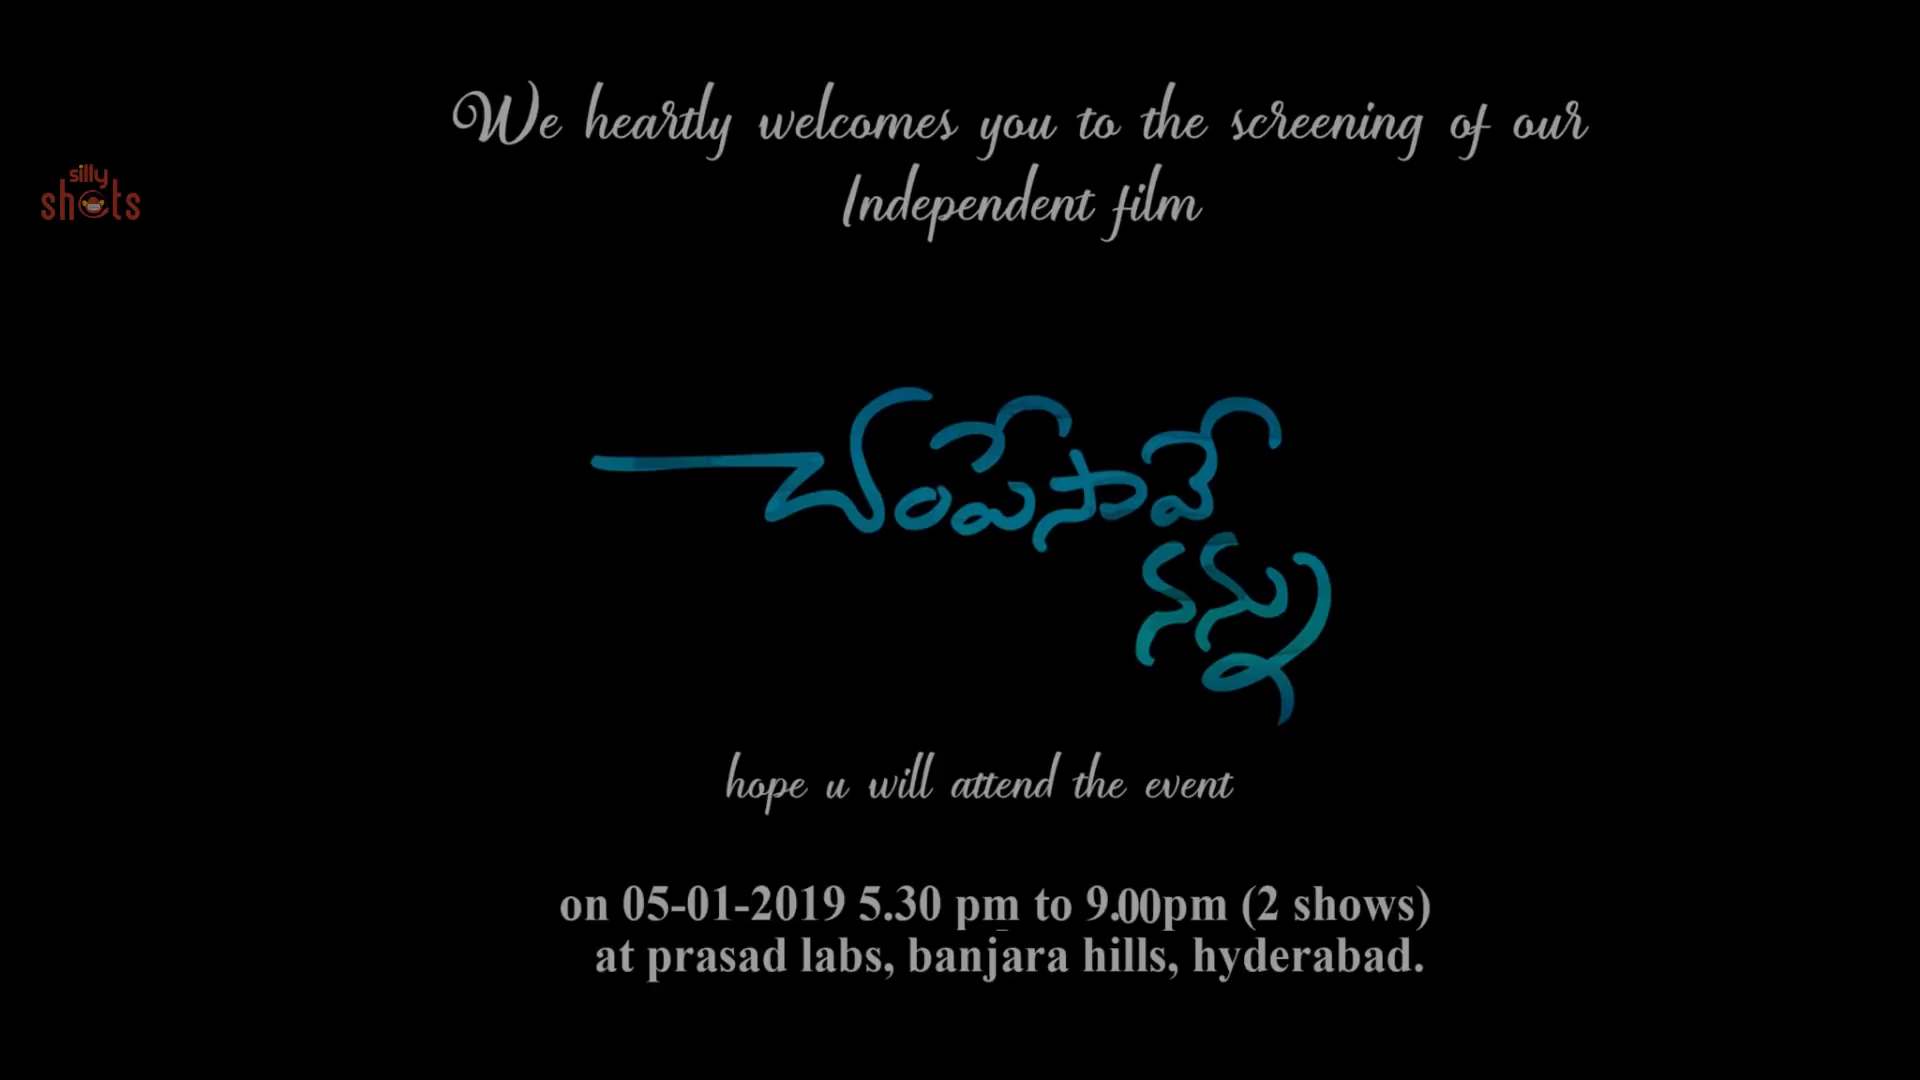 We heartly welcomes you to the screening of our
Independent film
silly
shots
చంపేసావే
నన్ను
hope u will attend the event
on 05-01-2019 5.30 pm to 9.00pm (2 shows)
at prasad labs, banjara hills, hyderabad.